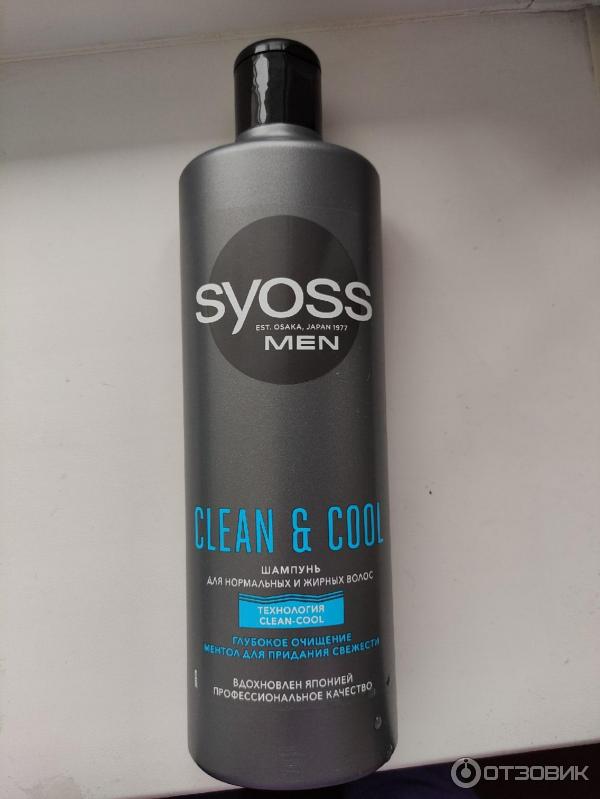 syoss
EST. OSAKA, JAPAN 1977
MEN
CLEAN & COOL
ШАМПУНЬ
ДЛЯ НОРМАЛЬНЫХ И ЖИРНЫХ ВОЛОС
ТЕХНОЛОГИЯ
CLEAN-COOL
ГЛУБОКОЕ ОЧИЩЕНИЕ
МЕНТОЛ ДЛЯ ПРИДАНИЯ СВЕЖЕСТИ
ВДОХНОВЛЕН ЯПОНИЕЙ
ПРОФЕССИОНАЛЬНОЕ КАЧЕСТВО
ОТЗОВИК